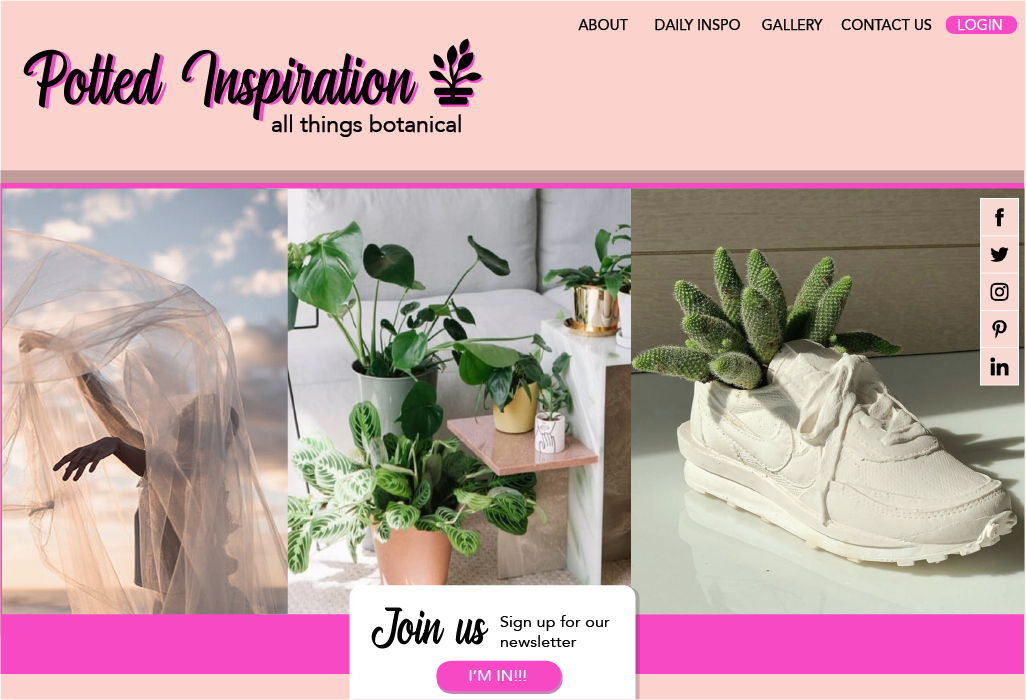 ABOUT DAILY INSPO GALLERY CONTACT US LOGIN
Potted Inspiration
all things botanical
Join us
Sign up for our
newsletter
I'M IN!!!